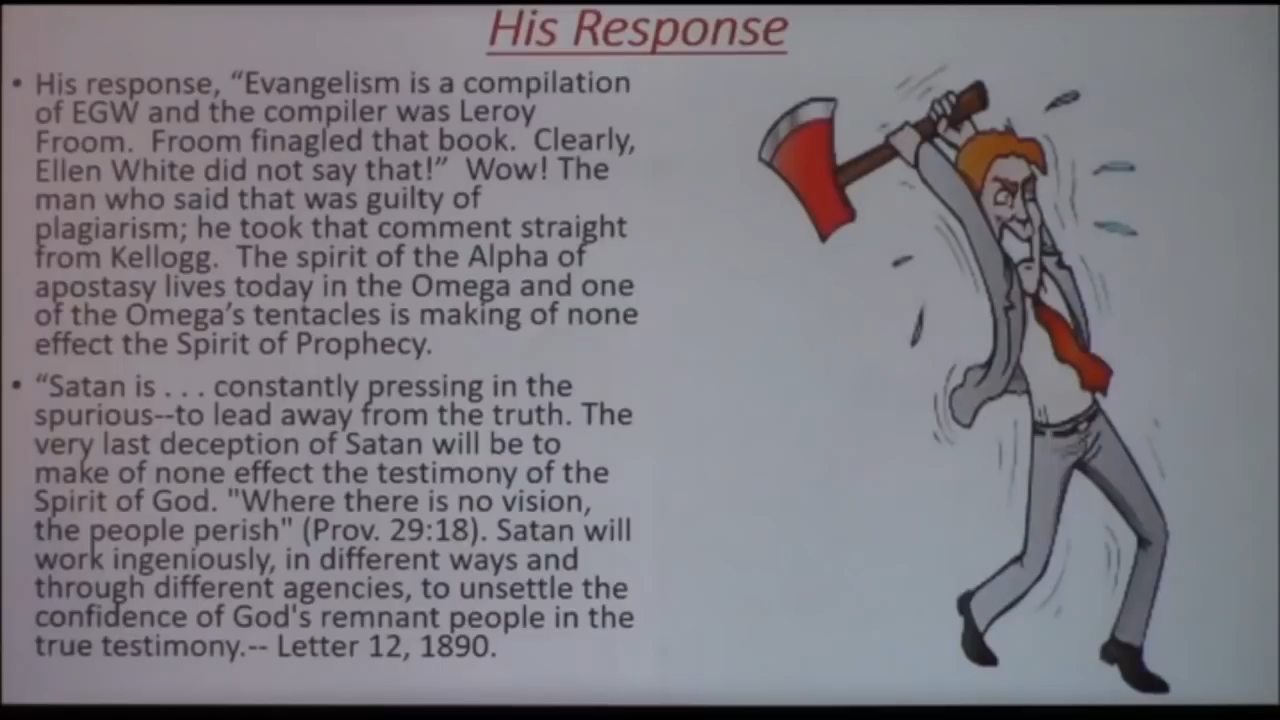 His Response
• His response, “Evangelism is a compilation
of EGW and the compiler was Leroy
Froom.  Froom finagled that book.  Clearly,
Ellen White did not say that!”  Wow! The
man who said that was guilty of
plagiarism; he took that comment straight
from Kellogg.  The spirit of the Alpha of
apostasy lives today in the Omega and one
of the Omega’s tentacles is making of none
effect the Spirit of Prophecy.
• “Satan is . . . constantly pressing in the
spurious--to lead away from the truth. The
very last deception of Satan will be to
make of none effect the testimony of the
Spirit of God. "Where there is no vision,
the people perish" (Prov. 29:18). Satan will
work ingeniously, in different ways and
through different agencies, to unsettle the
confidence of God's remnant people in the
true testimony.-- Letter 12, 1890.